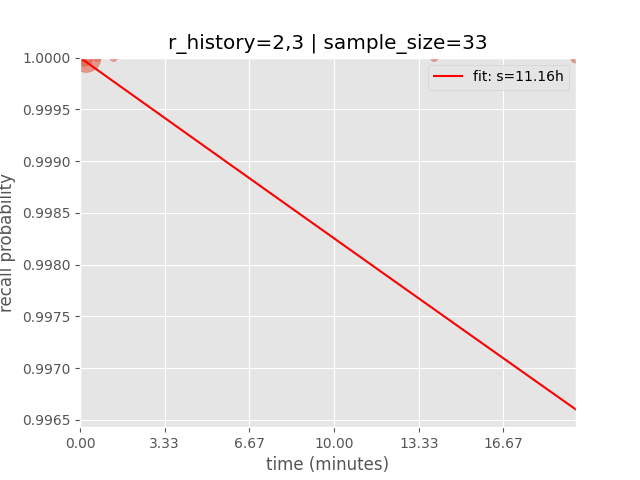 r_history=2,3 | sample_size=33
fit: s=11.16h
recall probability
1.0000
0.9995
0.9990
0.9985
0.9980
0.9975
0.9970
0.9965
0.00 3.33 6.67 10.00 13.33 16.67
time (minutes)